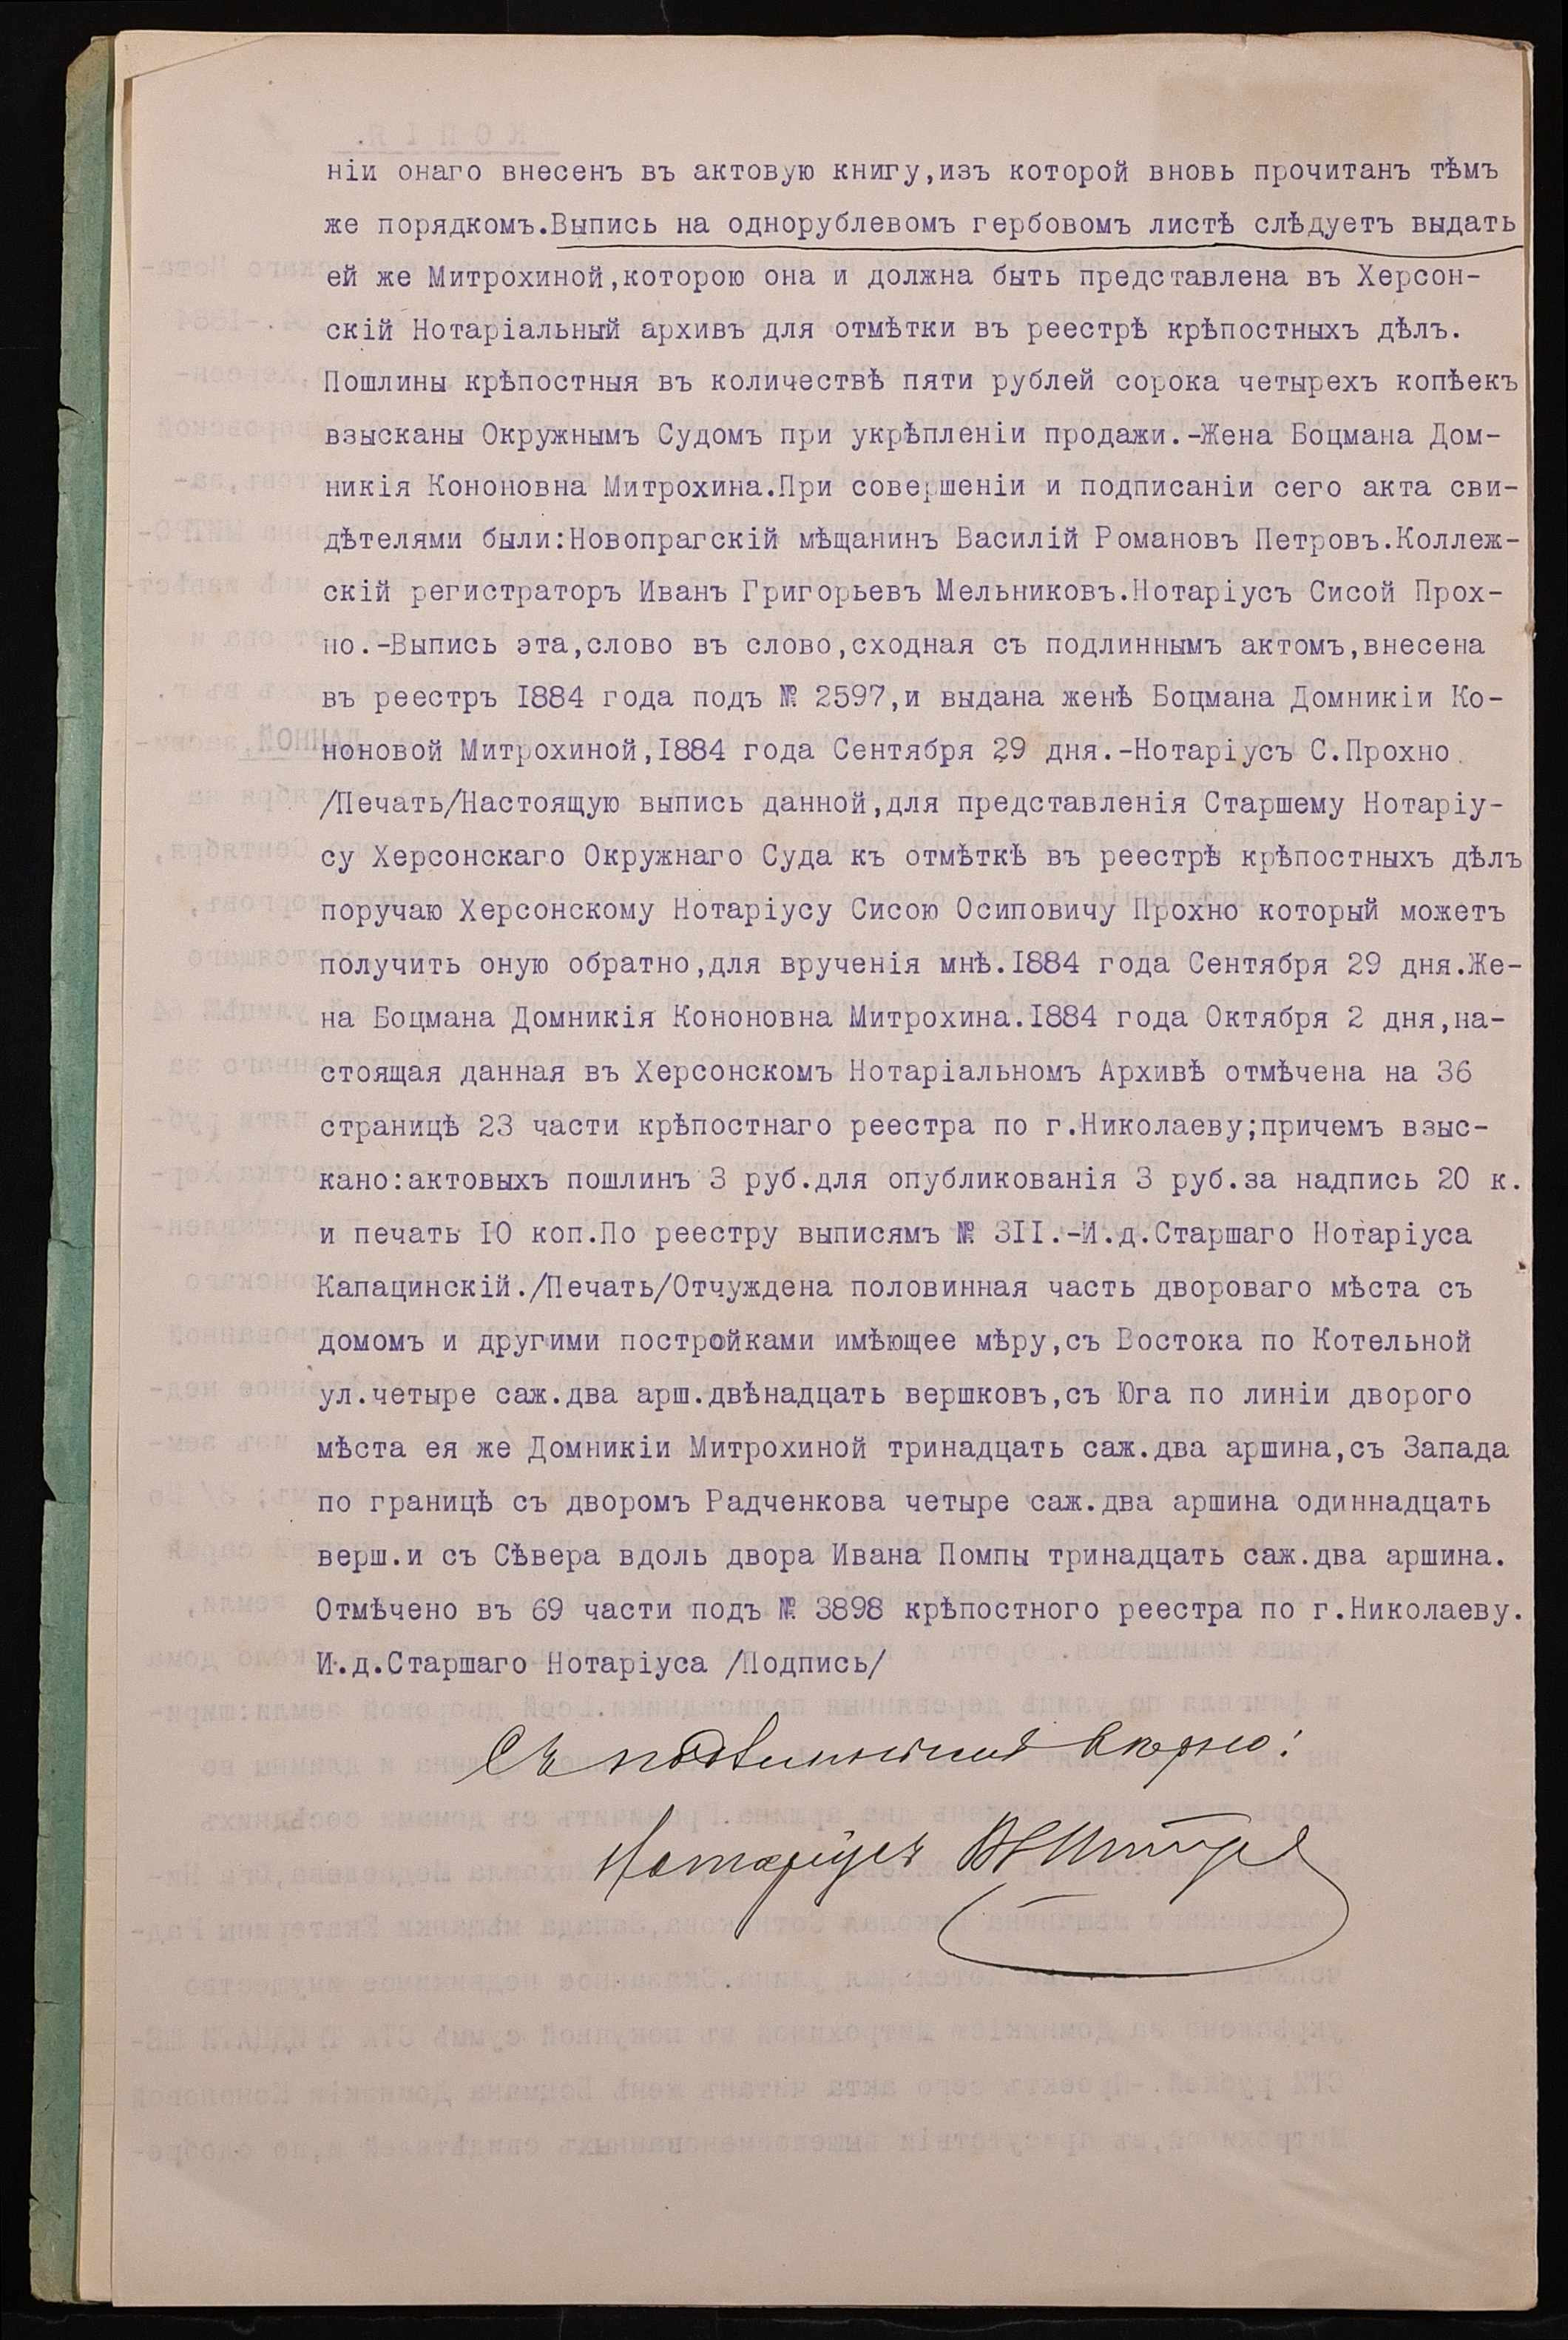 ніи онаго внесенъ въ актовую книгу,изъ которой вновь прочитанъ тѣмъ
же порядкомъ.Выпись на однорублевомъ гербовомъ листѣ слѣдуетъ выдать
ей же Митрохиной,которою она и должна быть представлена въ Херсон-
скій Нотаріальный архивъ для отмѣтки въ реестрѣ крѣпостныхъ дѣлъ.
Пошлины крѣпостныя въ количествѣ пяти рублей сорока четырехъ копѣекъ
взысканы Окружнымъ Судомъ при укрѣпленіи продажи.-Жена Боцмана Дом-
никія Кононовна Митрохина.При совершеніи и подписаніи сего акта сви-
дѣтелями были:Новопрагскій мѣщанинъ Василій Романовъ Петровъ.Коллеж-
скій регистраторъ Иванъ Григорьевъ Мельниковъ.Нотаріусъ Сисой Прох-
но.-Выпись эта,слово въ слово,сходная съ подлиннымъ актомъ,внесена
въ реестръ I884 года подъ № 2597,и выдана женѣ Боцмана Домникіи Ко-
ноновой Митрохиной,I884 года Сентября 29 дня.-Нотаріусъ С.Прохно.
/Печать/Настоящую выпись данной,для представленія Старшему Нотаріу-
су Херсонскаго Окружнаго Суда къ отмѣткѣ въ реестрѣ крѣпостныхъ дѣлъ
поручаю Херсонскому Нотаріусу Сисою Осиповичу Прохно который можетъ
получить оную обратно,для врученія мнѣ.I884 года Сентября 29 дня.Же-
на Боцмана Домникія Кононовна Митрохина.I884 года Октября 2 дня,на-
стоящая данная въ Херсонскомъ Нотаріальномъ Архивѣ отмѣчена на 36
страницѣ 23 части крѣпостнаго реестра по г.Николаеву;причемъ взыс-
кано:актовыхъ пошлинъ 3 руб.для опубликованія 3 руб.за надпись 20 к.
и печать I0 коп.По реестру выписямъ № 3II.-И.д.Старшаго Нотаріуса
Капацинскій./Печать/Отчуждена половинная часть двороваго мѣста съ
домомъ и другими постройками имѣющее мѣру,съ Востока по Котельной
ул.четыре саж.два арш.двѣнадцать вершковъ,съ Юга по линіи дворого
мѣста ея же Домникіи Митрохиной тринадцать саж.два аршина,съ Запада
по границѣ съ дворомъ Радченкова четыре саж.два аршина одиннадцать
верш.и съ Сѣвера вдоль двора Ивана Помпы тринадцать саж.два аршина.
Отмѣчено въ 69 части подъ № 3898 крѣпостного реестра по г.Николаеву.
И.д.Старшаго Нотаріуса /Подпись/
Съ подлиннымъ вѣрно:
Нотаріусъ